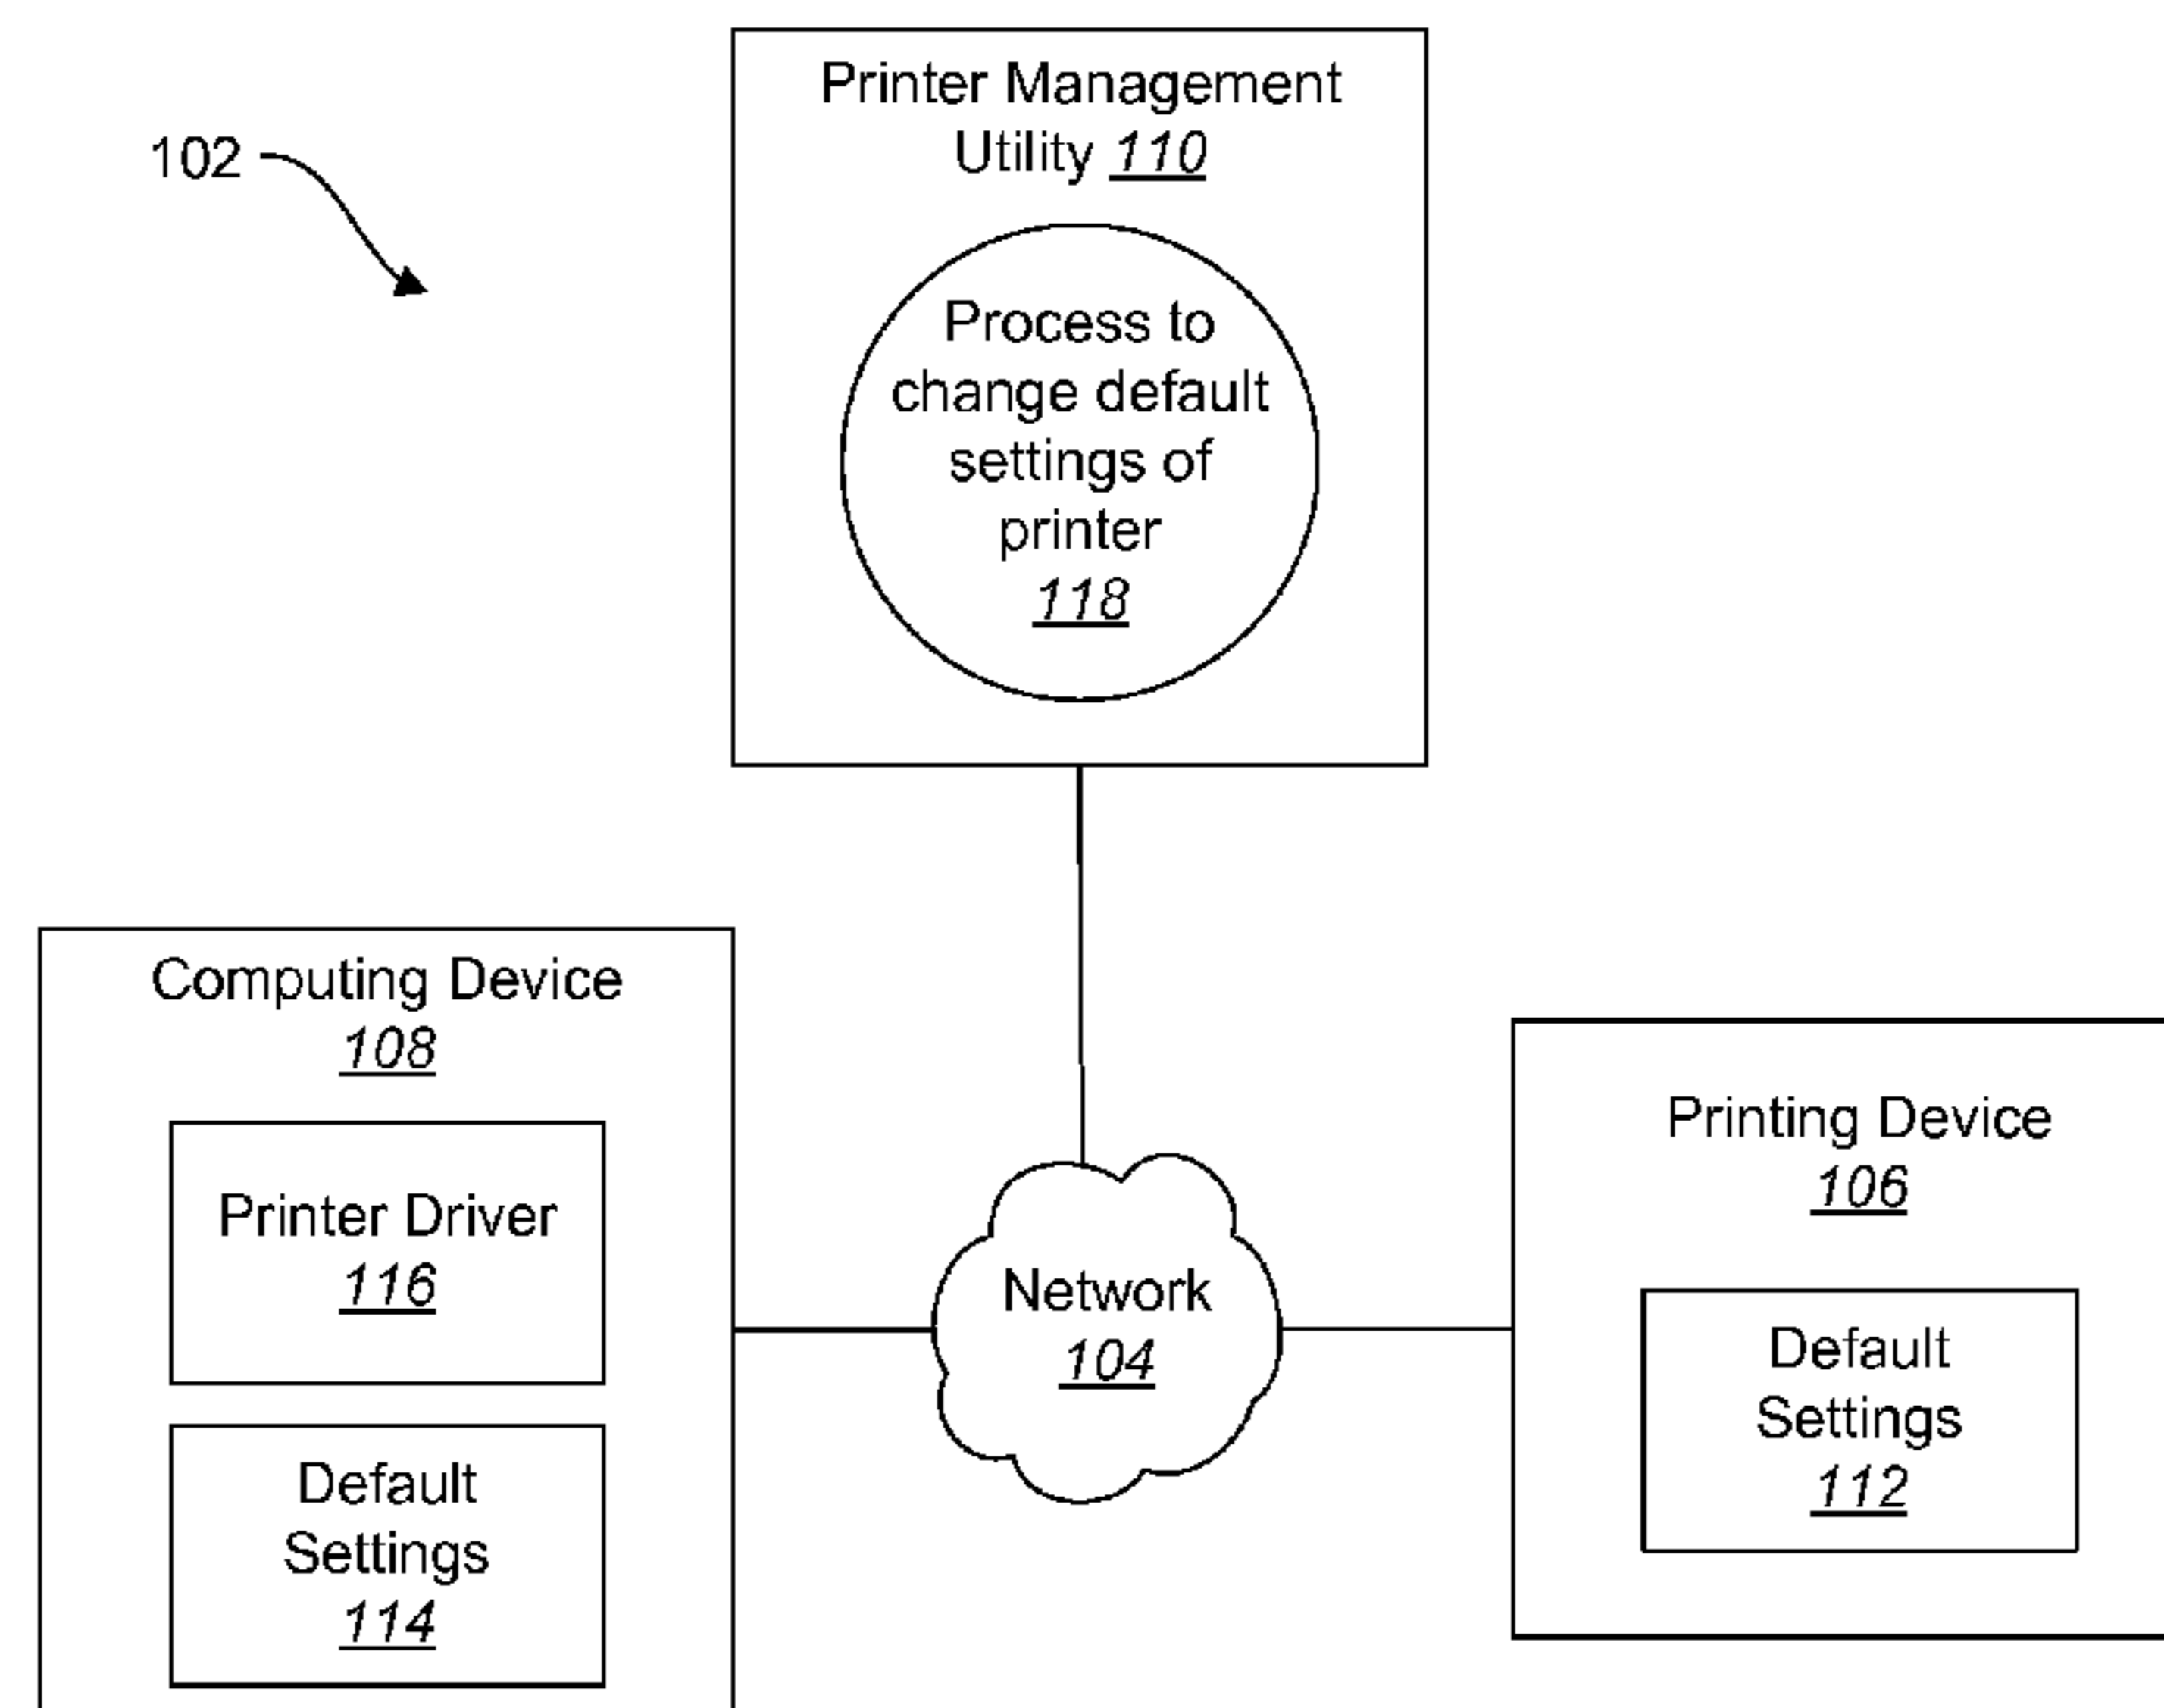 Printer Management
Utility 110
102
Process to
change default
settings of
printer
118
Computing Device
108
Printer Driver
116
Default
Settings
114
Network
104
Printing Device
106
Default
Settings
112